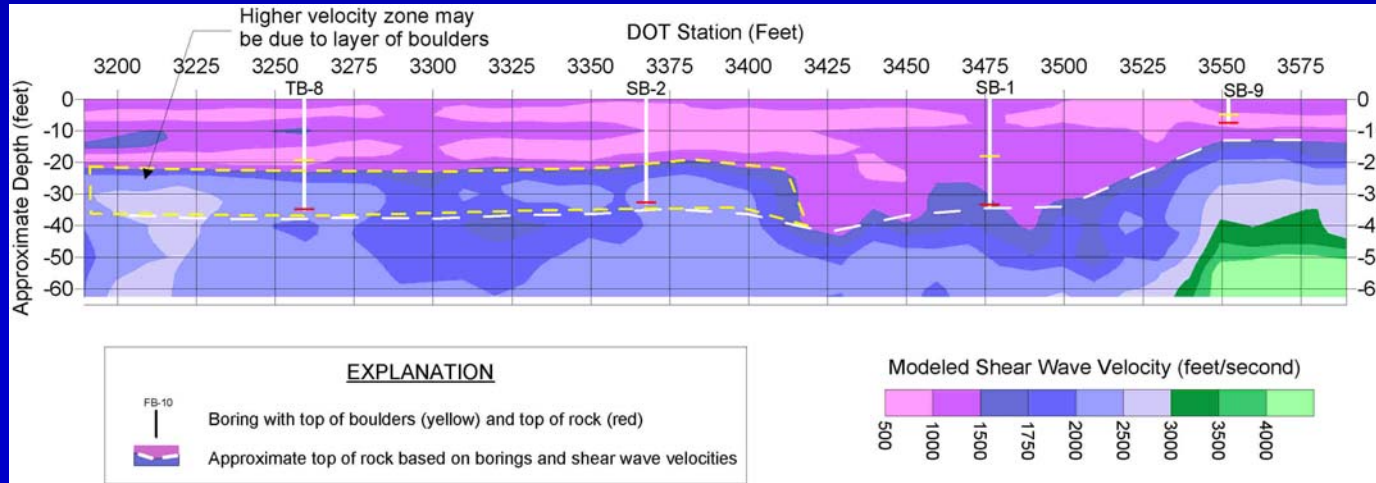 Higher velocity zone may
be due to layer of boulders
DOT Station (Feet)
3200 3225 3250 3275 3300 3325 3350 3375 3400 3425 3450 3475 3500 3525 3550 3575
TB-8 SB-2 SB-1 SB-9
Approximate Depth (feet)
0 0
-10 -1
-20 -2
-30 -3
-40 -4
-50 -5
-60 -6
EXPLANATION
FB-10
Boring with top of boulders (yellow) and top of rock (red)
Approximate top of rock based on borings and shear wave velocities
Modeled Shear Wave Velocity (feet/second)
500 1000 1500 1750 2000 2500 3000 3500 4000